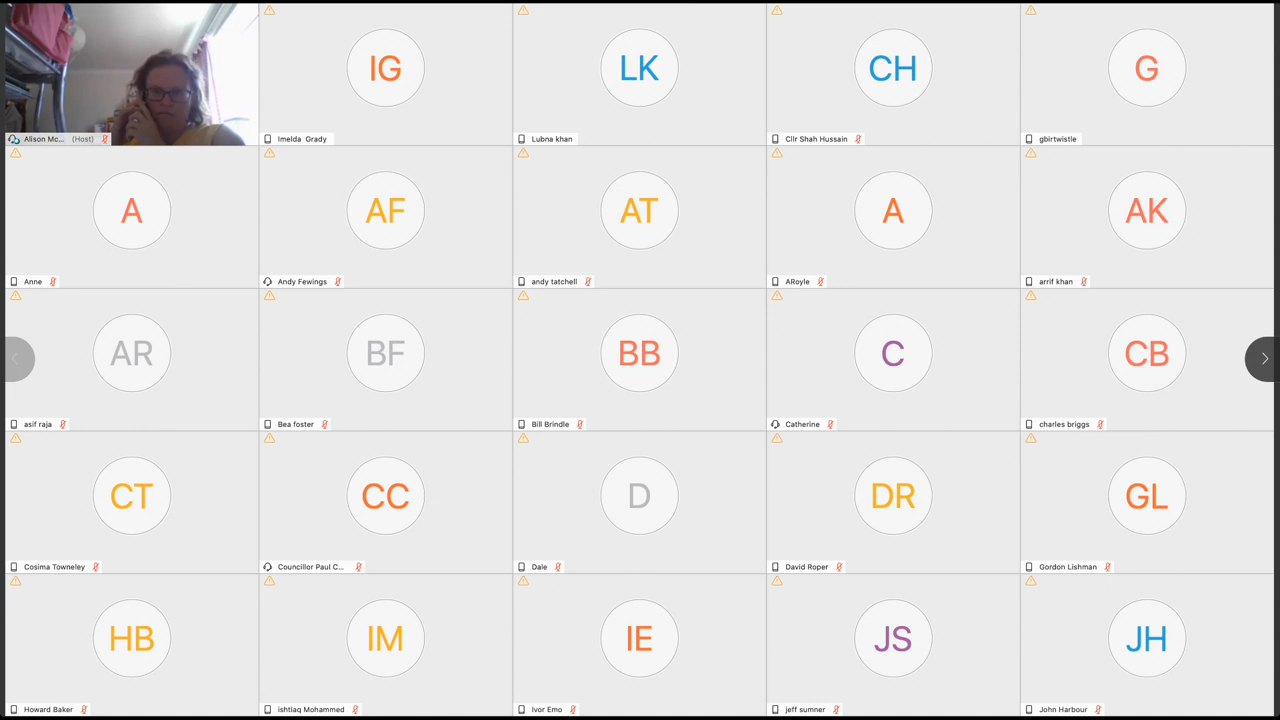 Alison Mc... (Host)
IG
Imelda Grady
LK
Lubna khan
CH
Cllr Shah Hussain
G
gbirtwistle
A
Anne
AF
Andy Fewings
AT
andy tatchell
A
ARoyle
AK
arrif khan
AR
asif raja
BF
Bea foster
BB
Bill Brindle
C
Catherine
CB
charles briggs
CT
Cosima Towneley
CC
Councillor Paul C...
D
Dale
DR
David Roper
GL
Gordon Lishman
HB
Howard Baker
IM
ishtiaq Mohammed
IE
Ivor Emo
JS
jeff sumner
JH
John Harbour